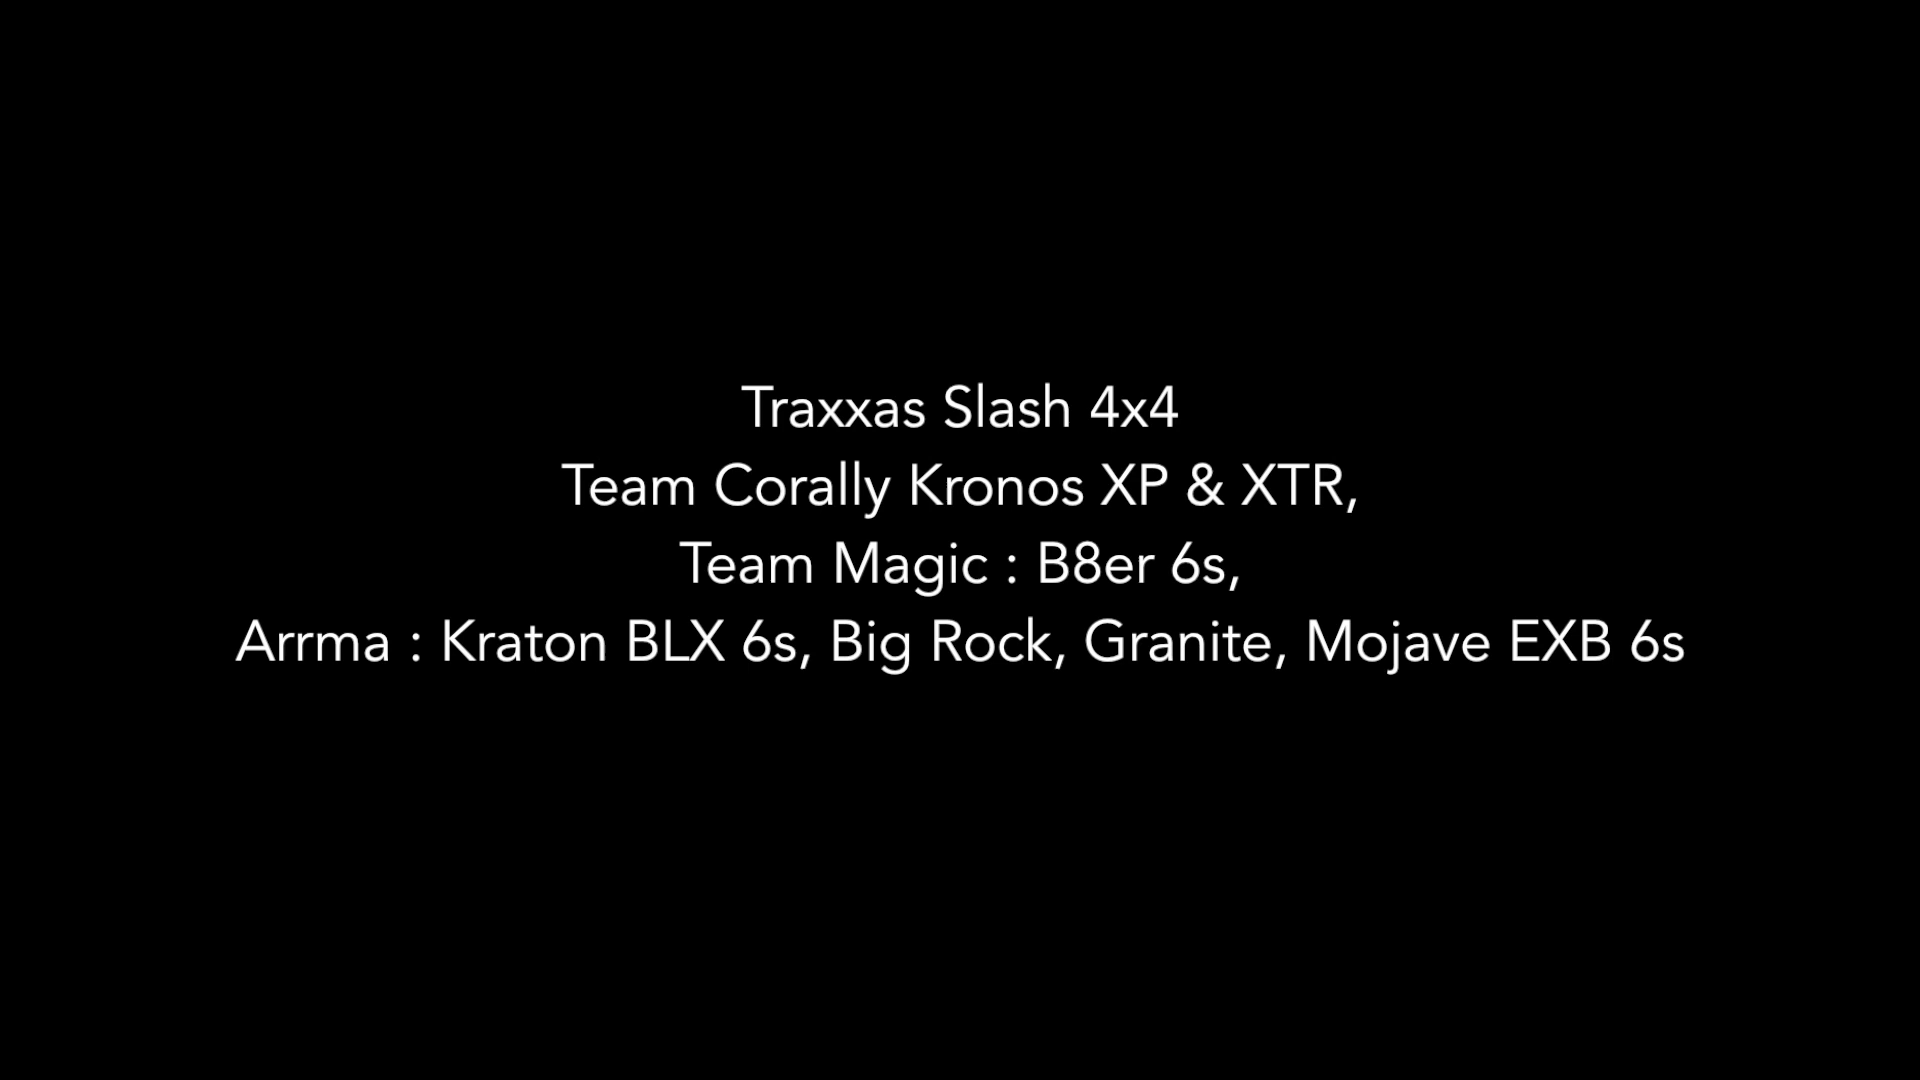 Traxxas Slash 4x4
Team Corally Kronos XP & XTR,
Team Magic : B8er 6s,
Arrma : Kraton BLX 6s, Big Rock, Granite, Mojave EXB 6s